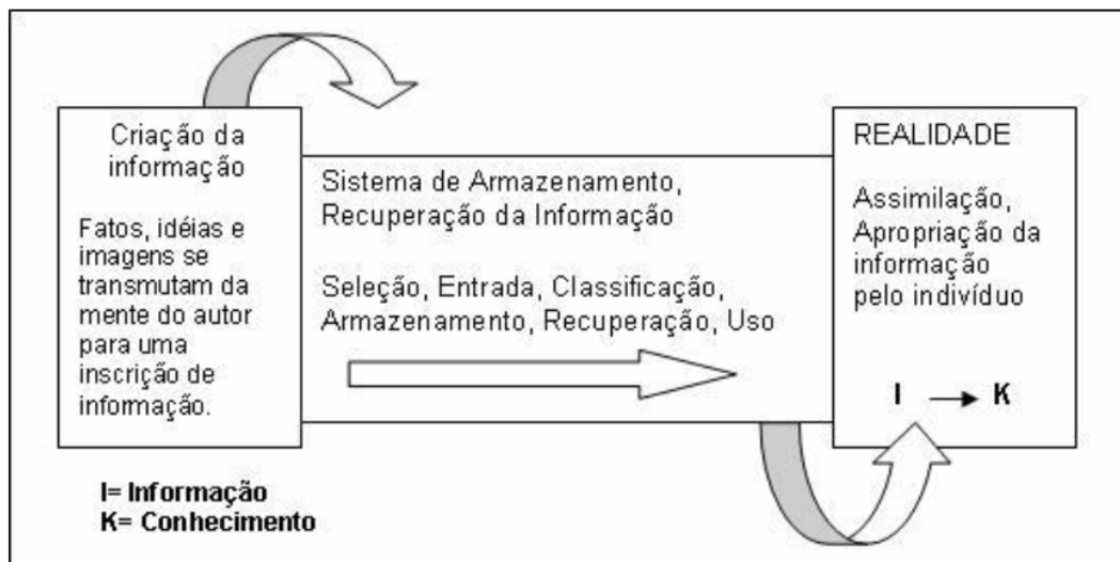 Criação da
informação
Fatos, idéias e
imagens se
transmutam da
mente do autor
para uma
inscrição de
informação.
Sistema de Armazenamento,
Recuperação da Informação
Seleção, Entrada, Classificação,
Armazenamento, Recuperação, Uso
REALIDADE
Assimilação,
Apropriação da
informação
pelo indivíduo
I → K
I= Informação
K= Conhecimento